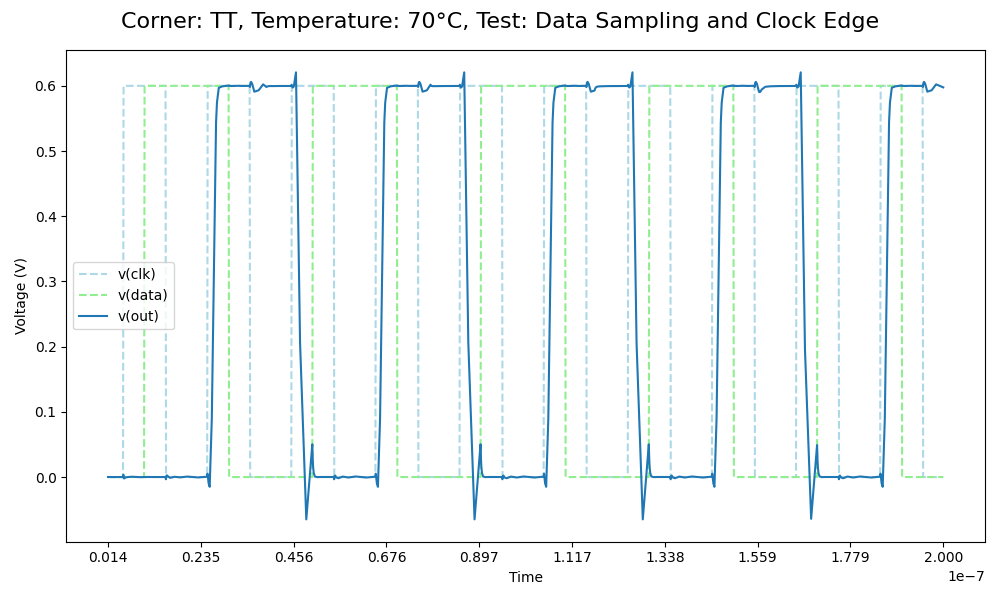 Corner: TT, Temperature: 70°C, Test: Data Sampling and Clock Edge
Voltage (V)
0.6
0.5
0.4
0.3
0.2
0.1
0.0
v(clk)
v(data)
v(out)
0.014 0.235 0.456 0.676 0.897 1.117 1.338 1.559 1.779 2.000
1e−7
Time